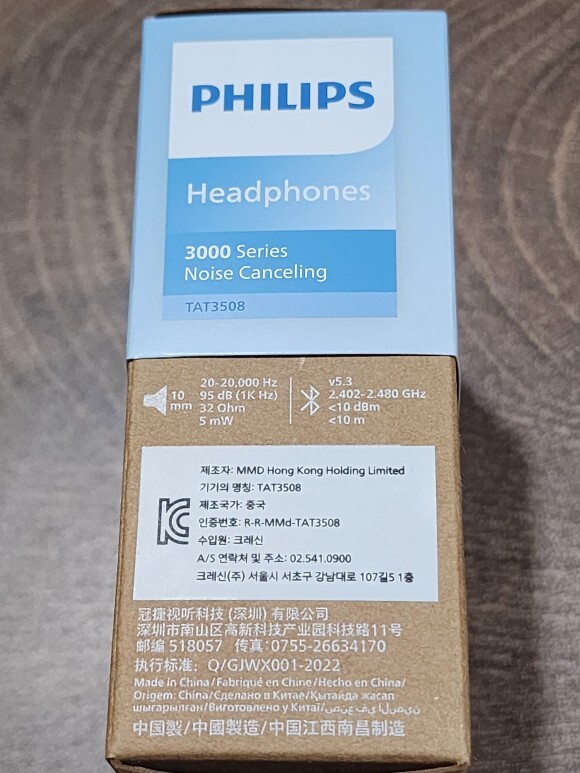 PHILIPS
Headphones
3000 Series
Noise Canceling
TAT3508
10 mm
20-20,000 Hz
95 dB (1K Hz)
32 Ohm
5 mW
v5.3
2.402-2.480 GHz
<10 dBm
<10 m
제조자: MMD Hong Kong Holding Limited
기기의 명칭: TAT3508
제조국가: 중국
인증번호: R-R-MMd-TAT3508
수입원: 크레신
A/S 연락처 및 주소: 02.541.0900
크레신(주) 서울시 서초구 강남대로 107길5 1층
冠捷视听科技 (深圳) 有限公司
深圳市南山区高新科技产业园科技路11号
邮编 518057 传真:0755-26634170
执行标准: Q/GJWX001-2022
Made in China/Fabriqué en Chine/Hecho en China/
Origem: China/Сделано в Китае/Қытайда жасап
шығарылған/Виготовлено у Китаї/صنع في الصين
中国製/中國製造/中国江西南昌制造